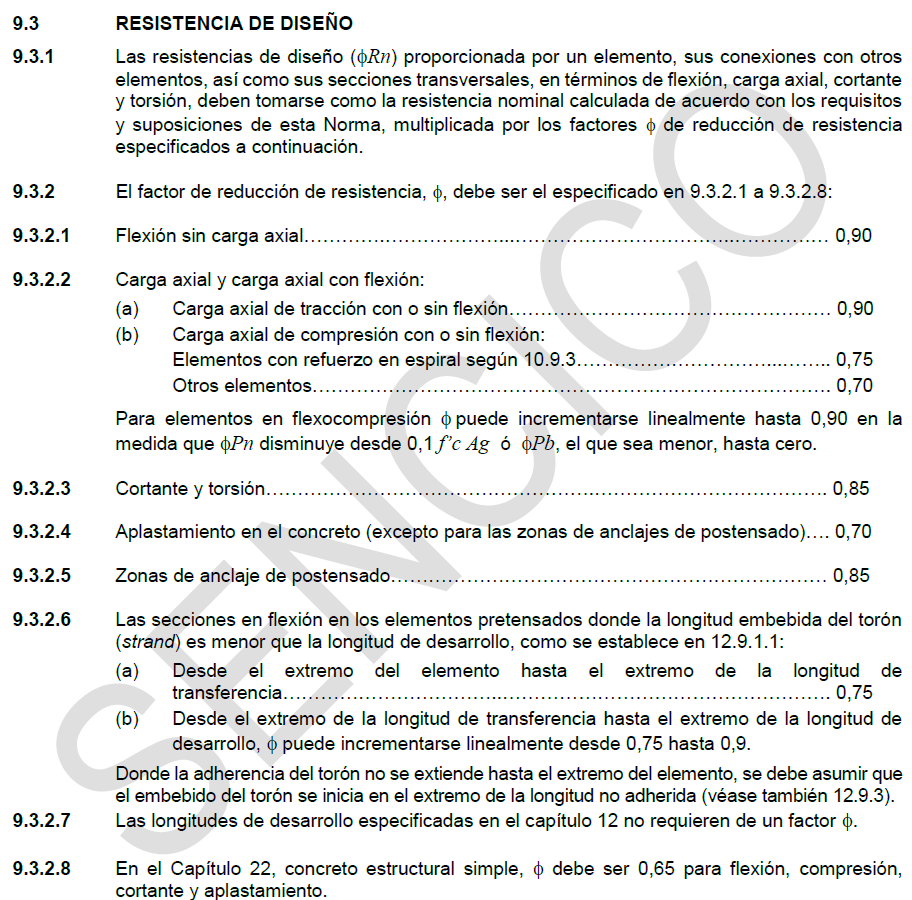 9.3 RESISTENCIA DE DISEÑO
9.3.1 Las resistencias de diseño (ϕRn) proporcionada por un elemento, sus conexiones con otros
elementos, así como sus secciones transversales, en términos de flexión, carga axial, cortante
y torsión, deben tomarse como la resistencia nominal calculada de acuerdo con los requisitos
y suposiciones de esta Norma, multiplicada por los factores ϕ de reducción de resistencia
especificados a continuación.
9.3.2 El factor de reducción de resistencia, ϕ, debe ser el especificado en 9.3.2.1 a 9.3.2.8:
9.3.2.1 Flexión sin carga axial………………………………………………………………………… 0,90
9.3.2.2 Carga axial y carga axial con flexión:
(a) Carga axial de tracción con o sin flexión…………………………………………… 0,90
(b) Carga axial de compresión con o sin flexión:
Elementos con refuerzo en espiral según 10.9.3………………………………….. 0,75
Otros elementos………………………………………………………………………. 0,70
Para elementos en flexocompresión ϕ puede incrementarse linealmente hasta 0,90 en la
medida que ϕPn disminuye desde 0,1 f’c Ag ó ϕPb, el que sea menor, hasta cero.
9.3.2.3 Cortante y torsión……………………………………………………………………………. 0,85
9.3.2.4 Aplastamiento en el concreto (excepto para las zonas de anclajes de postensado)…. 0,70
9.3.2.5 Zonas de anclaje de postensado…………………………………………………………… 0,85
9.3.2.6 Las secciones en flexión en los elementos pretensados donde la longitud embebida del torón
(strand) es menor que la longitud de desarrollo, como se establece en 12.9.1.1:
(a) Desde el extremo del elemento hasta el extremo de la longitud de
transferencia…………………………………………………………………………. 0,75
(b) Desde el extremo de la longitud de transferencia hasta el extremo de la longitud de
desarrollo, ϕ puede incrementarse linealmente desde 0,75 hasta 0,9.
Donde la adherencia del torón no se extiende hasta el extremo del elemento, se debe asumir que
el embebido del torón se inicia en el extremo de la longitud no adherida (véase también 12.9.3).
9.3.2.7 Las longitudes de desarrollo especificadas en el capítulo 12 no requieren de un factor ϕ.
9.3.2.8 En el Capítulo 22, concreto estructural simple, ϕ debe ser 0,65 para flexión, compresión,
cortante y aplastamiento.
SENCICO